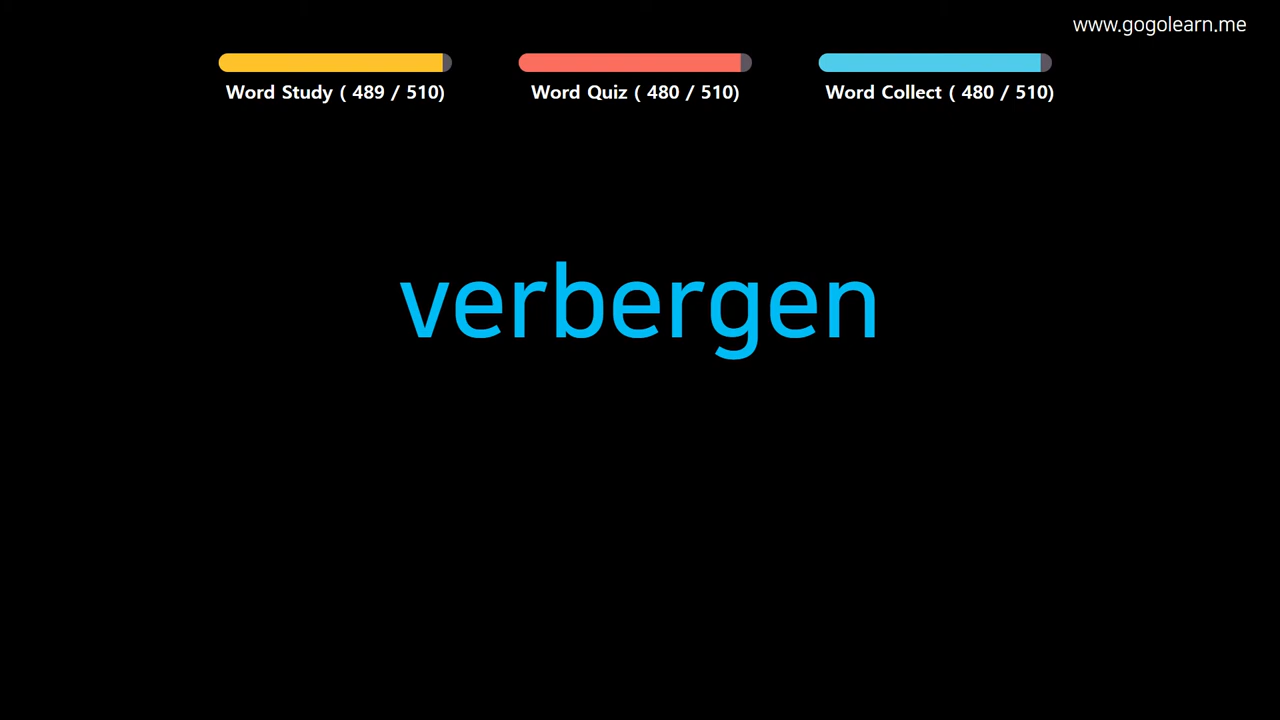 www.gogolearn.me
Word Study ( 489 / 510)
Word Quiz ( 480 / 510)
Word Collect ( 480 / 510)
verbergen